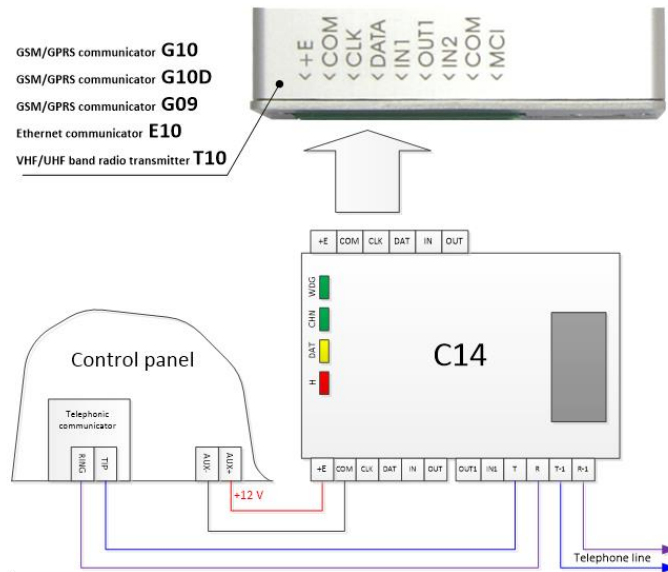 GSM/GPRS communicator G10
GSM/GPRS communicator G10D
GSM/GPRS communicator G09
Ethernet communicator E10
VHF/UHF band radio transmitter T10
<+E
<COM
<CLK
<DATA
<IN1
<OUT1
<IN2
<COM
<MCI
+E COM CLK DAT IN OUT
WDG
CHN
DAT
H
C14
Control panel
Telephonic
communicator
RING TIP AUX- AUX+
+E COM CLK DAT IN OUT OUT1 IN1 T R T-1 R-1
+12 V
Telephone line